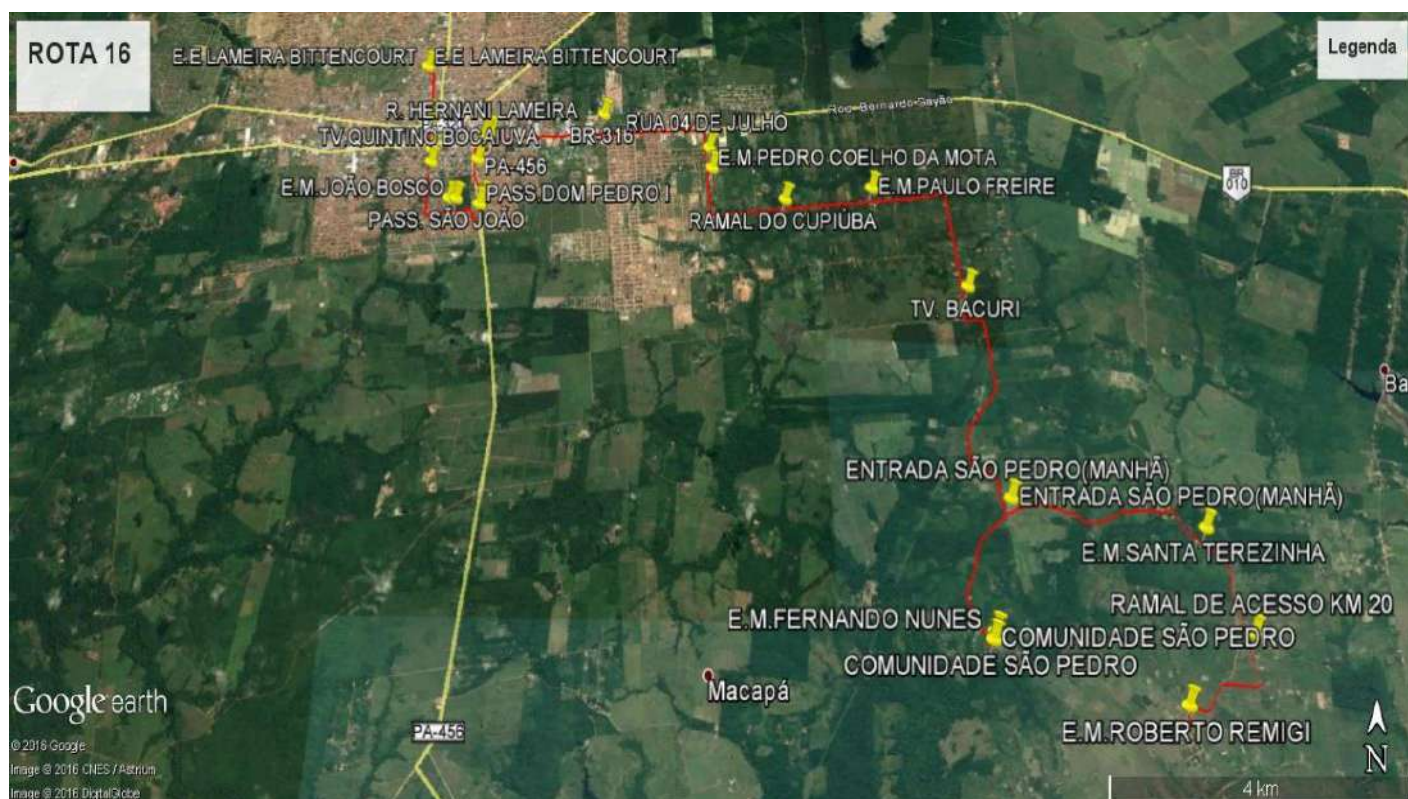 ROTA 16
Legenda
E.E LAMEIRA BITTENCOURT
E.E LAMEIRA BITTENCOURT
R. HERNANI LAMEIRA
Rod. Bernardo Sayão
RUA 04 DE JULHO
TV.QUINTINO BOCAIUVA
BR-316
PA-456
E.M.PEDRO COELHO DA MOTA
E.M.JOÃO BOSCO
PASS.DOM PEDRO I
E.M.PAULO FREIRE
BR
010
PASS. SÃO JOÃO
RAMAL DO CUPIÚBA
TV. BACURI
Ba
ENTRADA SÃO PEDRO(MANHÃ)
ENTRADA SÃO PEDRO(MANHÃ)
E.M.SANTA TEREZINHA
RAMAL DE ACESSO KM 20
E.M.FERNANDO NUNES
COMUNIDADE SÃO PEDRO
COMUNIDADE SÃO PEDRO
Macapá
Google earth
PA-456
E.M.ROBERTO REMIGI
N
© 2016 Google
Image © 2016 CNES / Astrium
Image © 2016 DigitalGlobe
4 km